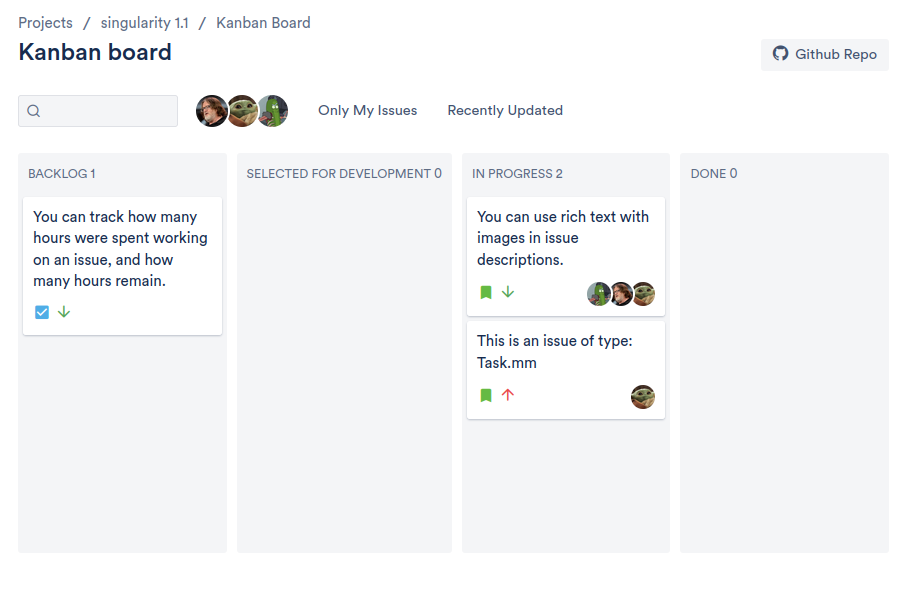 Projects / singularity 1.1 / Kanban Board
Kanban board
Github Repo
Only My Issues
Recently Updated
BACKLOG 1
You can track how many
hours were spent working
on an issue, and how
many hours remain.
SELECTED FOR DEVELOPMENT 0
IN PROGRESS 2
You can use rich text with
images in issue
descriptions.
This is an issue of type:
Task.mm
DONE 0